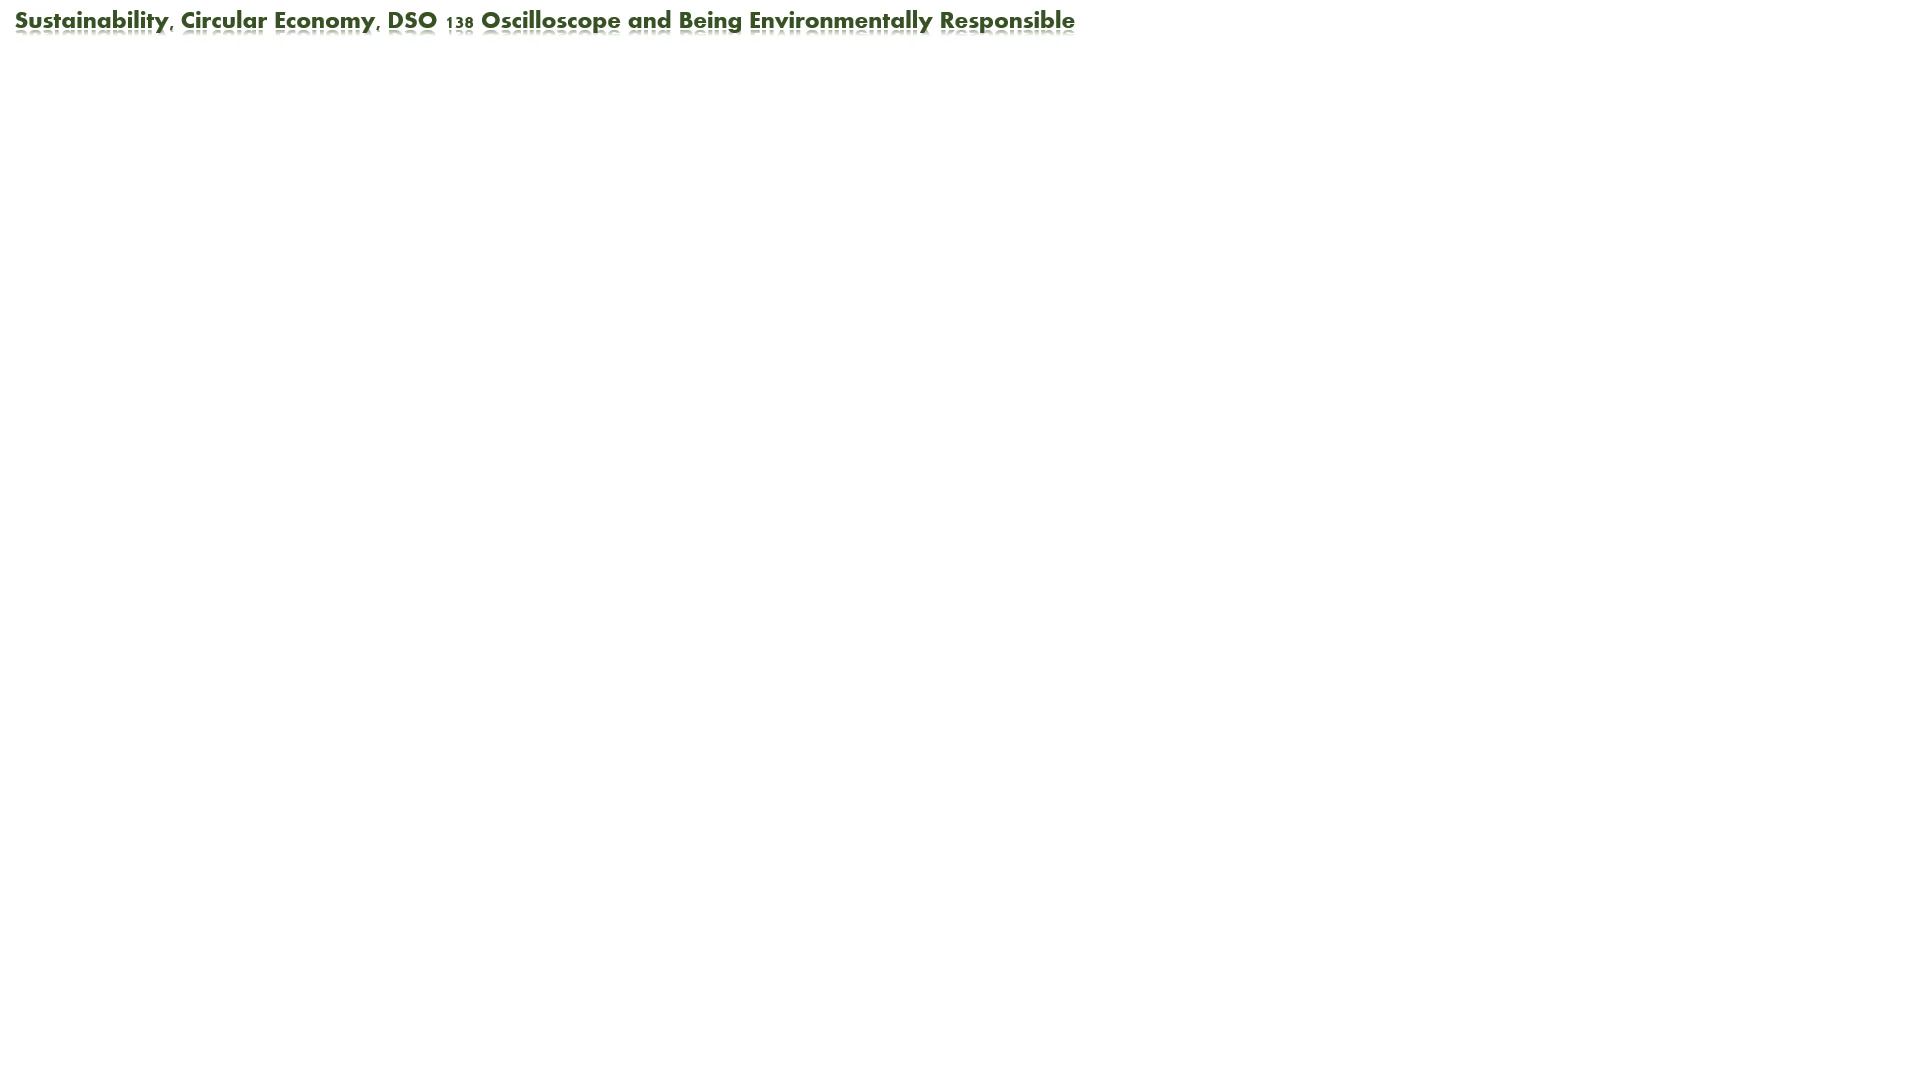 Sustainability, Circular Economy, DSO 138 Oscilloscope and Being Environmentally Responsible